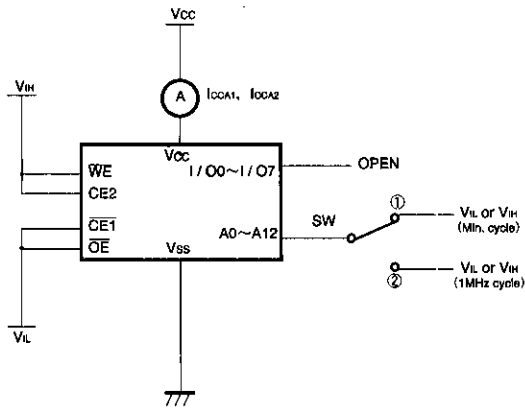 Vcc
A
ICCA1, ICCA2
VIH
Vcc
WE
I / O0~I / O7
OPEN
CE2
CE1
A0~A12
SW
①
VIL or VIH
(Min. cycle)
OE
Vss
②
VIL or VIH
(1MHz cycle)
VIL